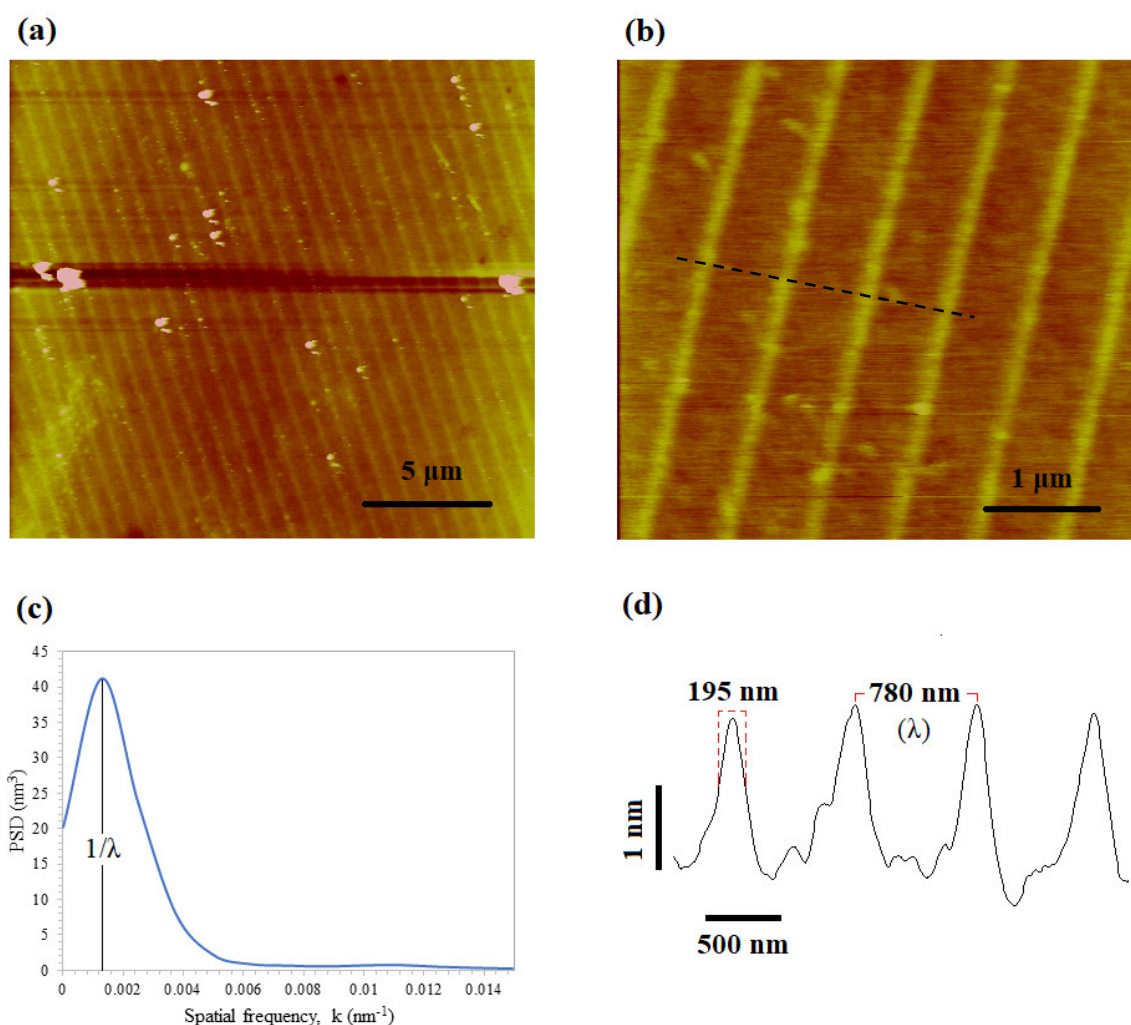 (a)
(b)
5 μm
1 μm
(c)
(d)
45
40
35
30
25
20
15
10
5
0
PSD (nm³)
1/λ
0 0.002 0.004 0.006 0.008 0.01 0.012 0.014
Spatial frequency, k (nm⁻¹)
195 nm
780 nm
(λ)
1 nm
500 nm